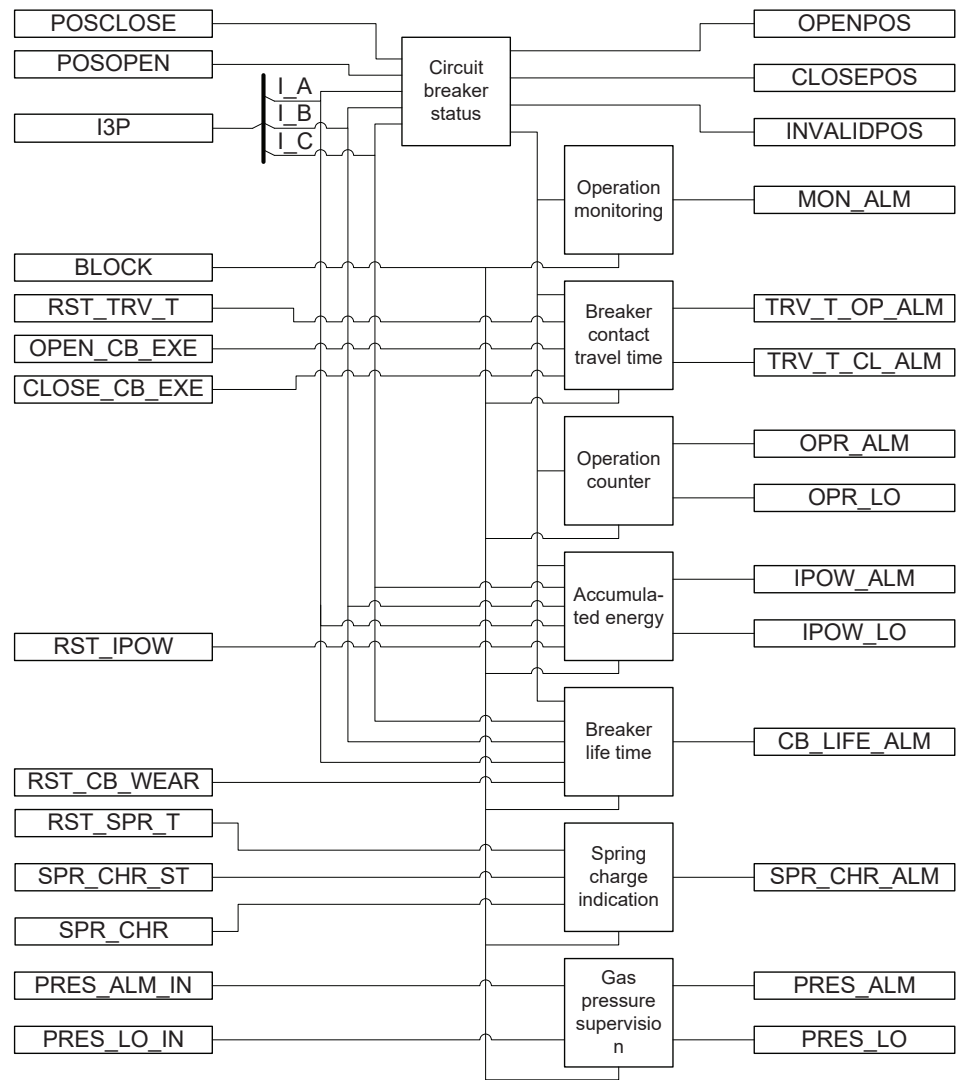 POSCLOSE
POSOPEN
I3P
I_A
I_B
I_C
BLOCK
RST_TRV_T
OPEN_CB_EXE
CLOSE_CB_EXE
RST_IPOW
RST_CB_WEAR
RST_SPR_T
SPR_CHR_ST
SPR_CHR
PRES_ALM_IN
PRES_LO_IN
Circuit
breaker
status
Operation
monitoring
Breaker
contact
travel time
Operation
counter
Accumula-
ted energy
Breaker
life time
Spring
charge
indication
Gas
pressure
supervisio
n
OPENPOS
CLOSEPOS
INVALIDPOS
MON_ALM
TRV_T_OP_ALM
TRV_T_CL_ALM
OPR_ALM
OPR_LO
IPOW_ALM
IPOW_LO
CB_LIFE_ALM
SPR_CHR_ALM
PRES_ALM
PRES_LO